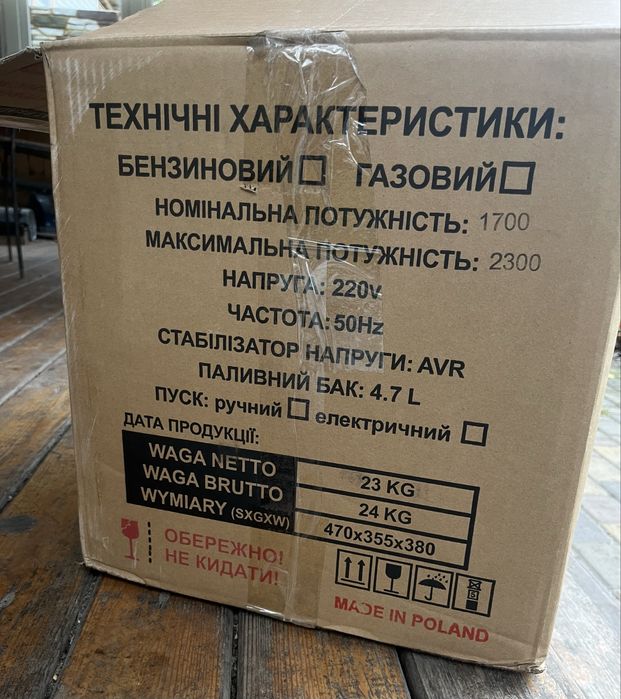 ТЕХНІЧНІ ХАРАКТЕРИСТИКИ:
БЕНЗИНОВИЙ ГАЗОВИЙ
НОМІНАЛЬНА ПОТУЖНІСТЬ: 1700
МАКСИМАЛЬНА ПОТУЖНІСТЬ: 2300
НАПРУГА: 220v
ЧАСТОТА: 50Hz
СТАБІЛІЗАТОР НАПРУГИ: AVR
ПАЛИВНИЙ БАК: 4.7 L
ПУСК: ручний електричний
ДАТА ПРОДУКЦІЇ:
WAGA NETTO 23 KG
WAGA BRUTTO 24 KG
WYMIARY (SXGXW) 470x355x380
ОБЕРЕЖНО!
НЕ КИДАТИ!
MADE IN POLAND